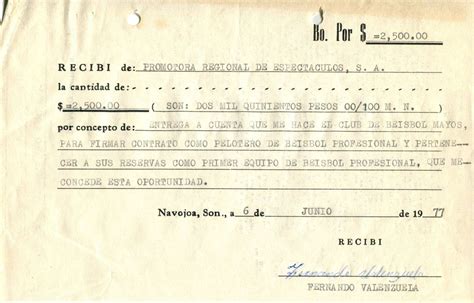 Bo. Por $ =2,500.00
RECIBI de: PROMOTORA REGIONAL DE ESPECTACULOS, S. A.
la cantidad de:
$=2,500.00 ( SON: DOS MIL QUINIENTOS PESOS 00/100 M. N. )
por concepto de: ENTREGA A CUENTA QUE ME HACE EL CLUB DE BEISBOL MAYOS,
PARA FIRMAR CONTRATO COMO PELOTERO DE BEISBOL PROFESIONAL Y PERTENE
CER A SUS RESERVAS COMO PRIMER EQUIPO DE BEISBOL PROFESIONAL, QUE ME
CONCEDE ESTA OPORTUNIDAD.
Navojoa, Son., a 6 de JUNIO de 1977
RECIBI
Fernando Valenzuela
FERNANDO VALENZUELA